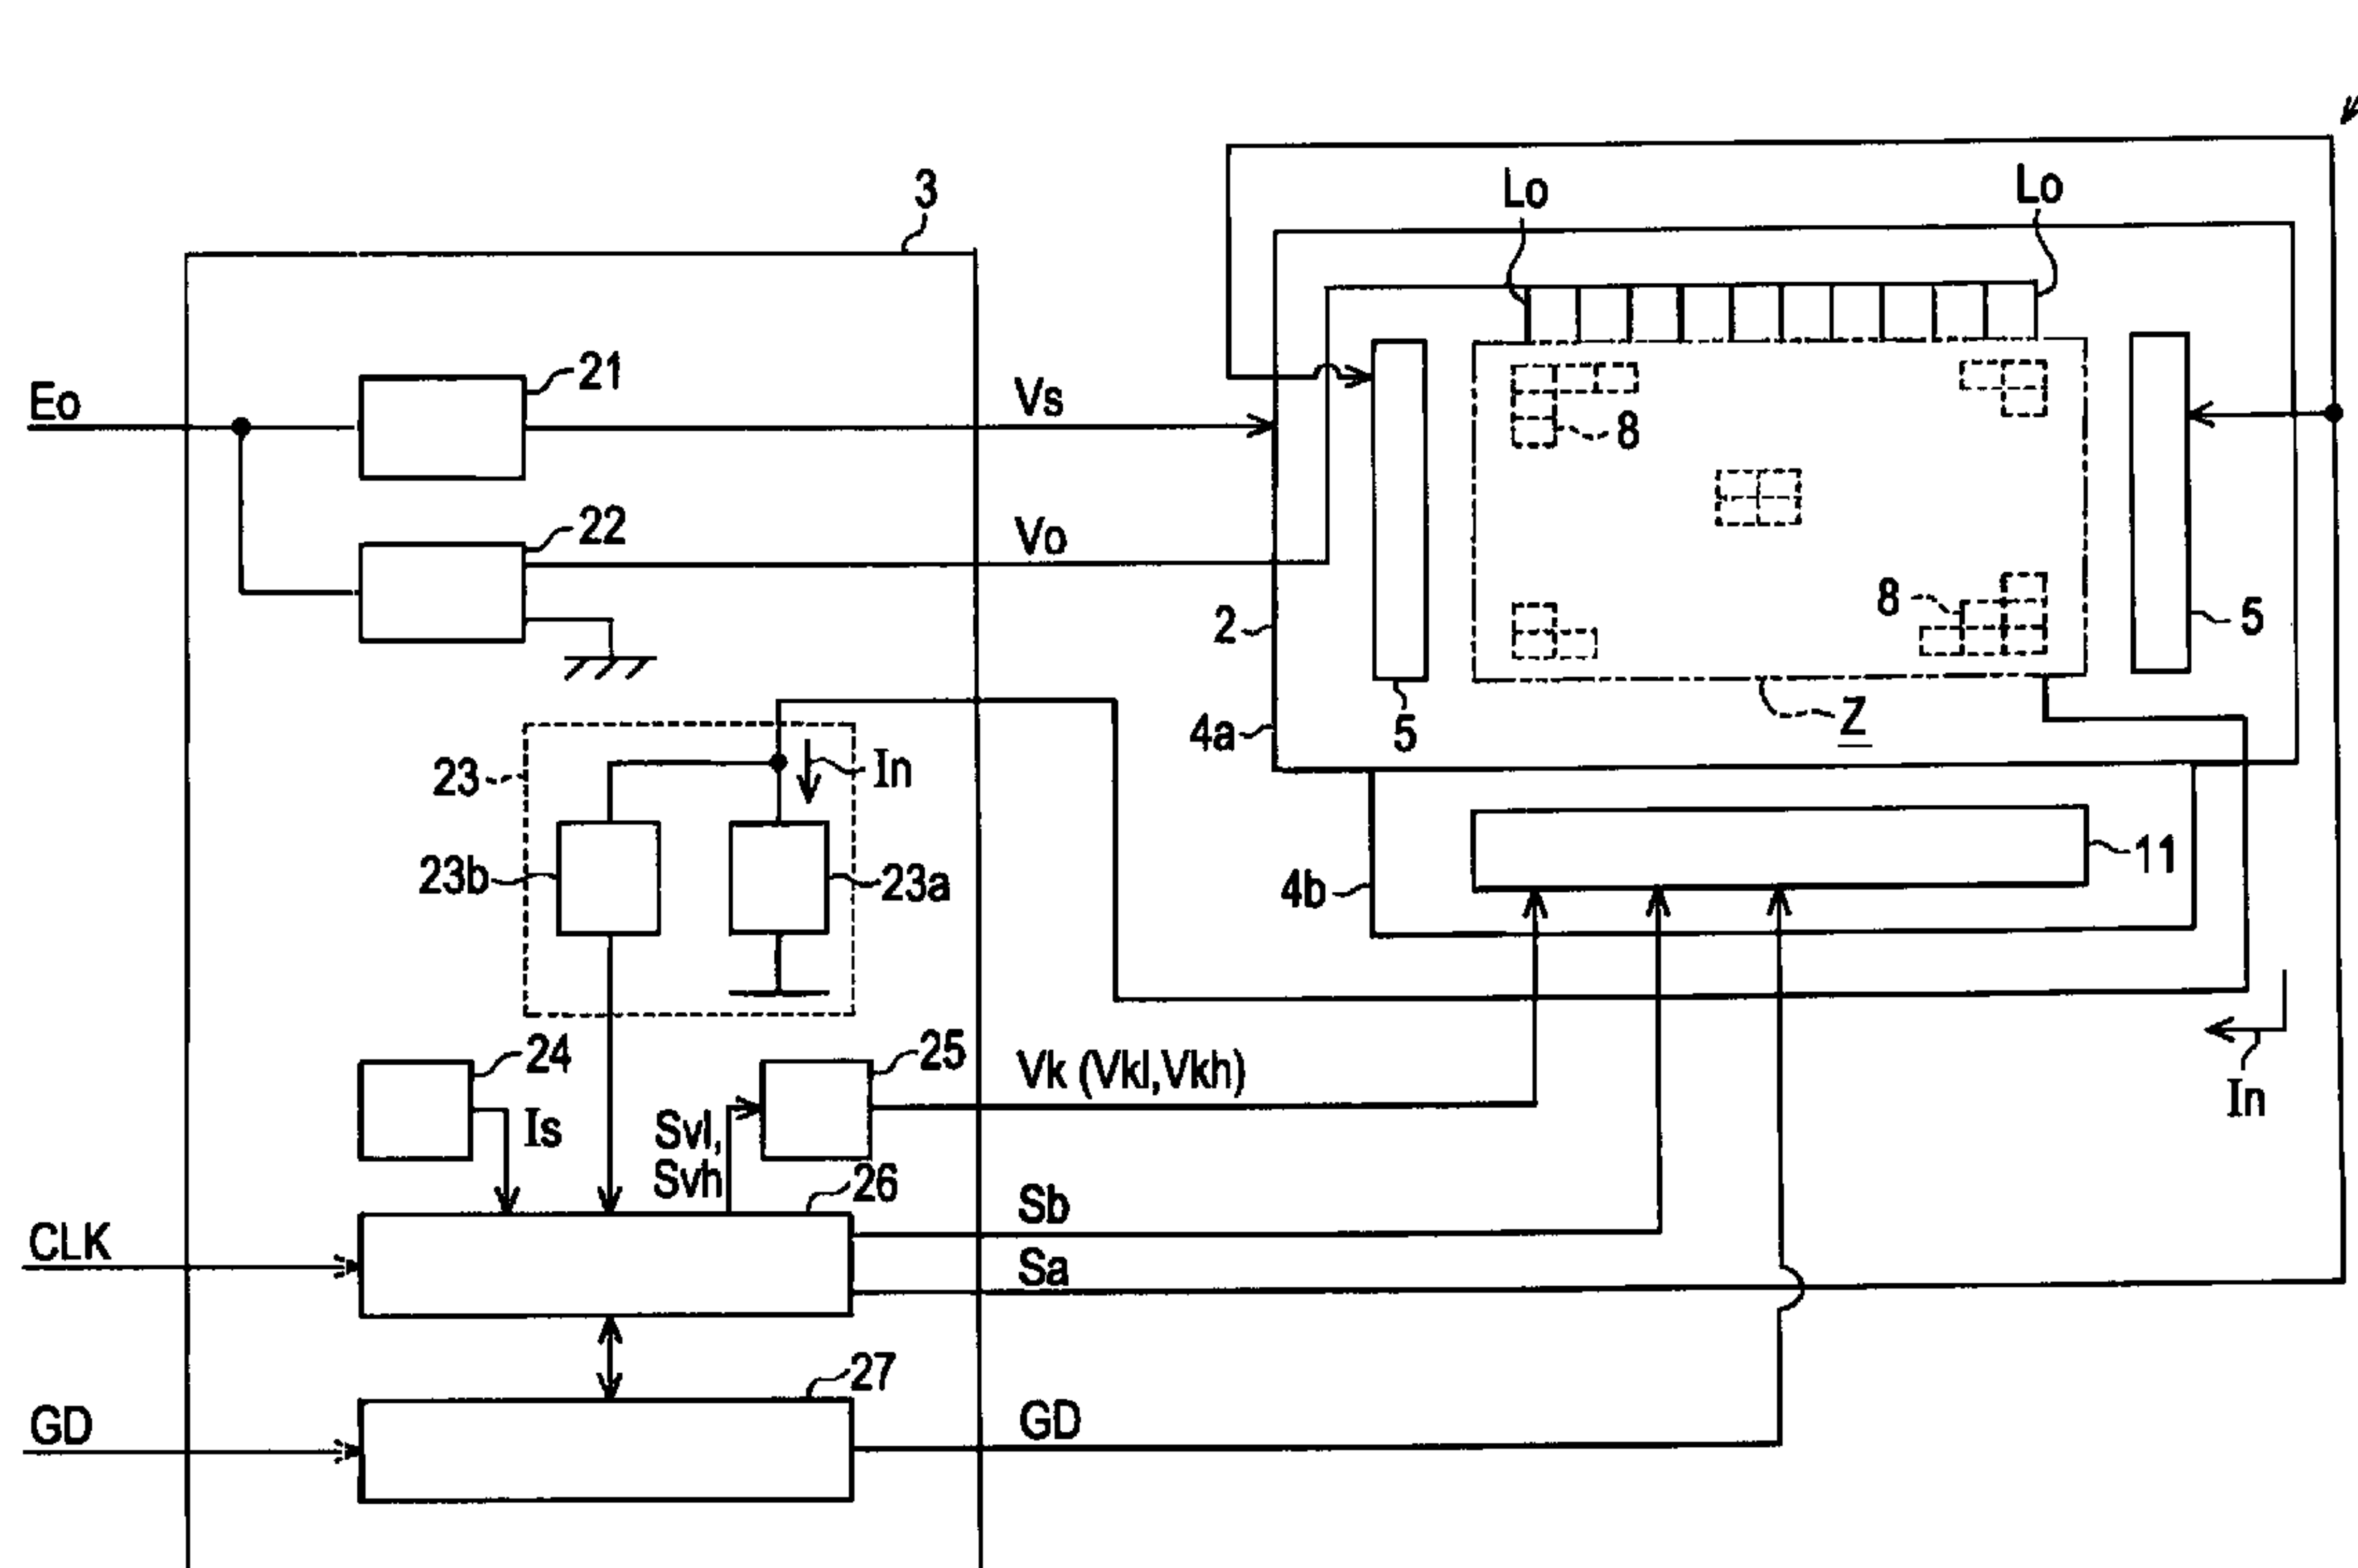 3
Lo
Lo
21
Eo
Vs
8
22
Vo
2
8
5
4a
5
Z
23
In
23b
23a
4b
11
24
25
Vk (Vkl,Vkh)
In
Is
Svl,
Svh
26
Sb
CLK
Sa
27
GD
GD